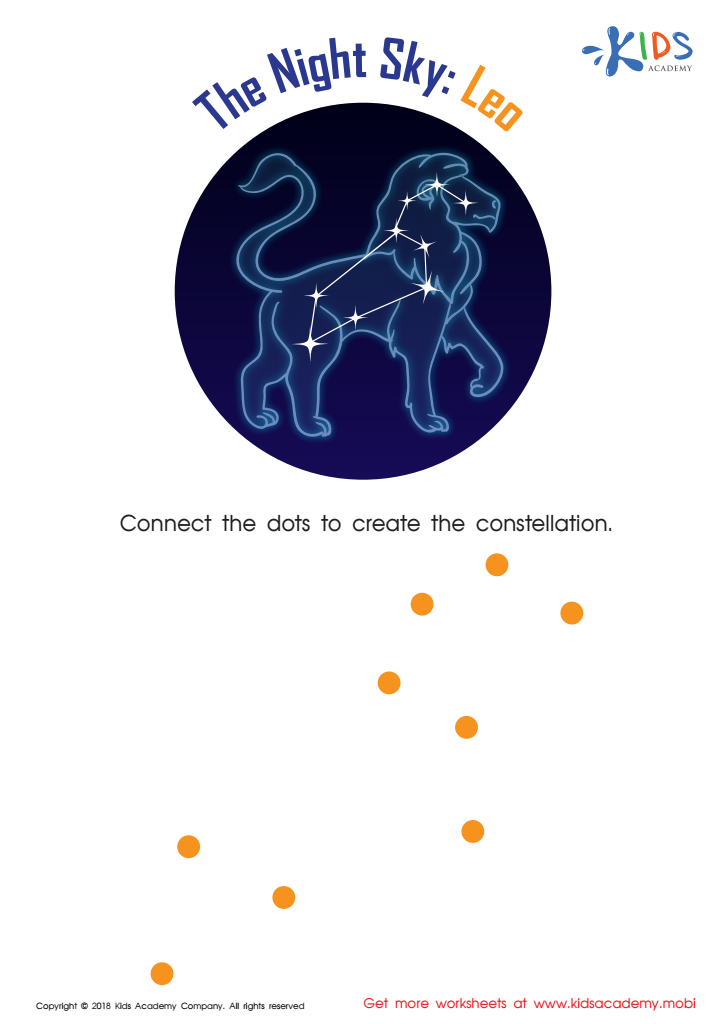 KIDS
ACADEMY
The Night Sky: Leo
Connect the dots to create the constellation.
Copyright © 2018 Kids Academy Company. All rights reserved
Get more worksheets at www.kidsacademy.mobi